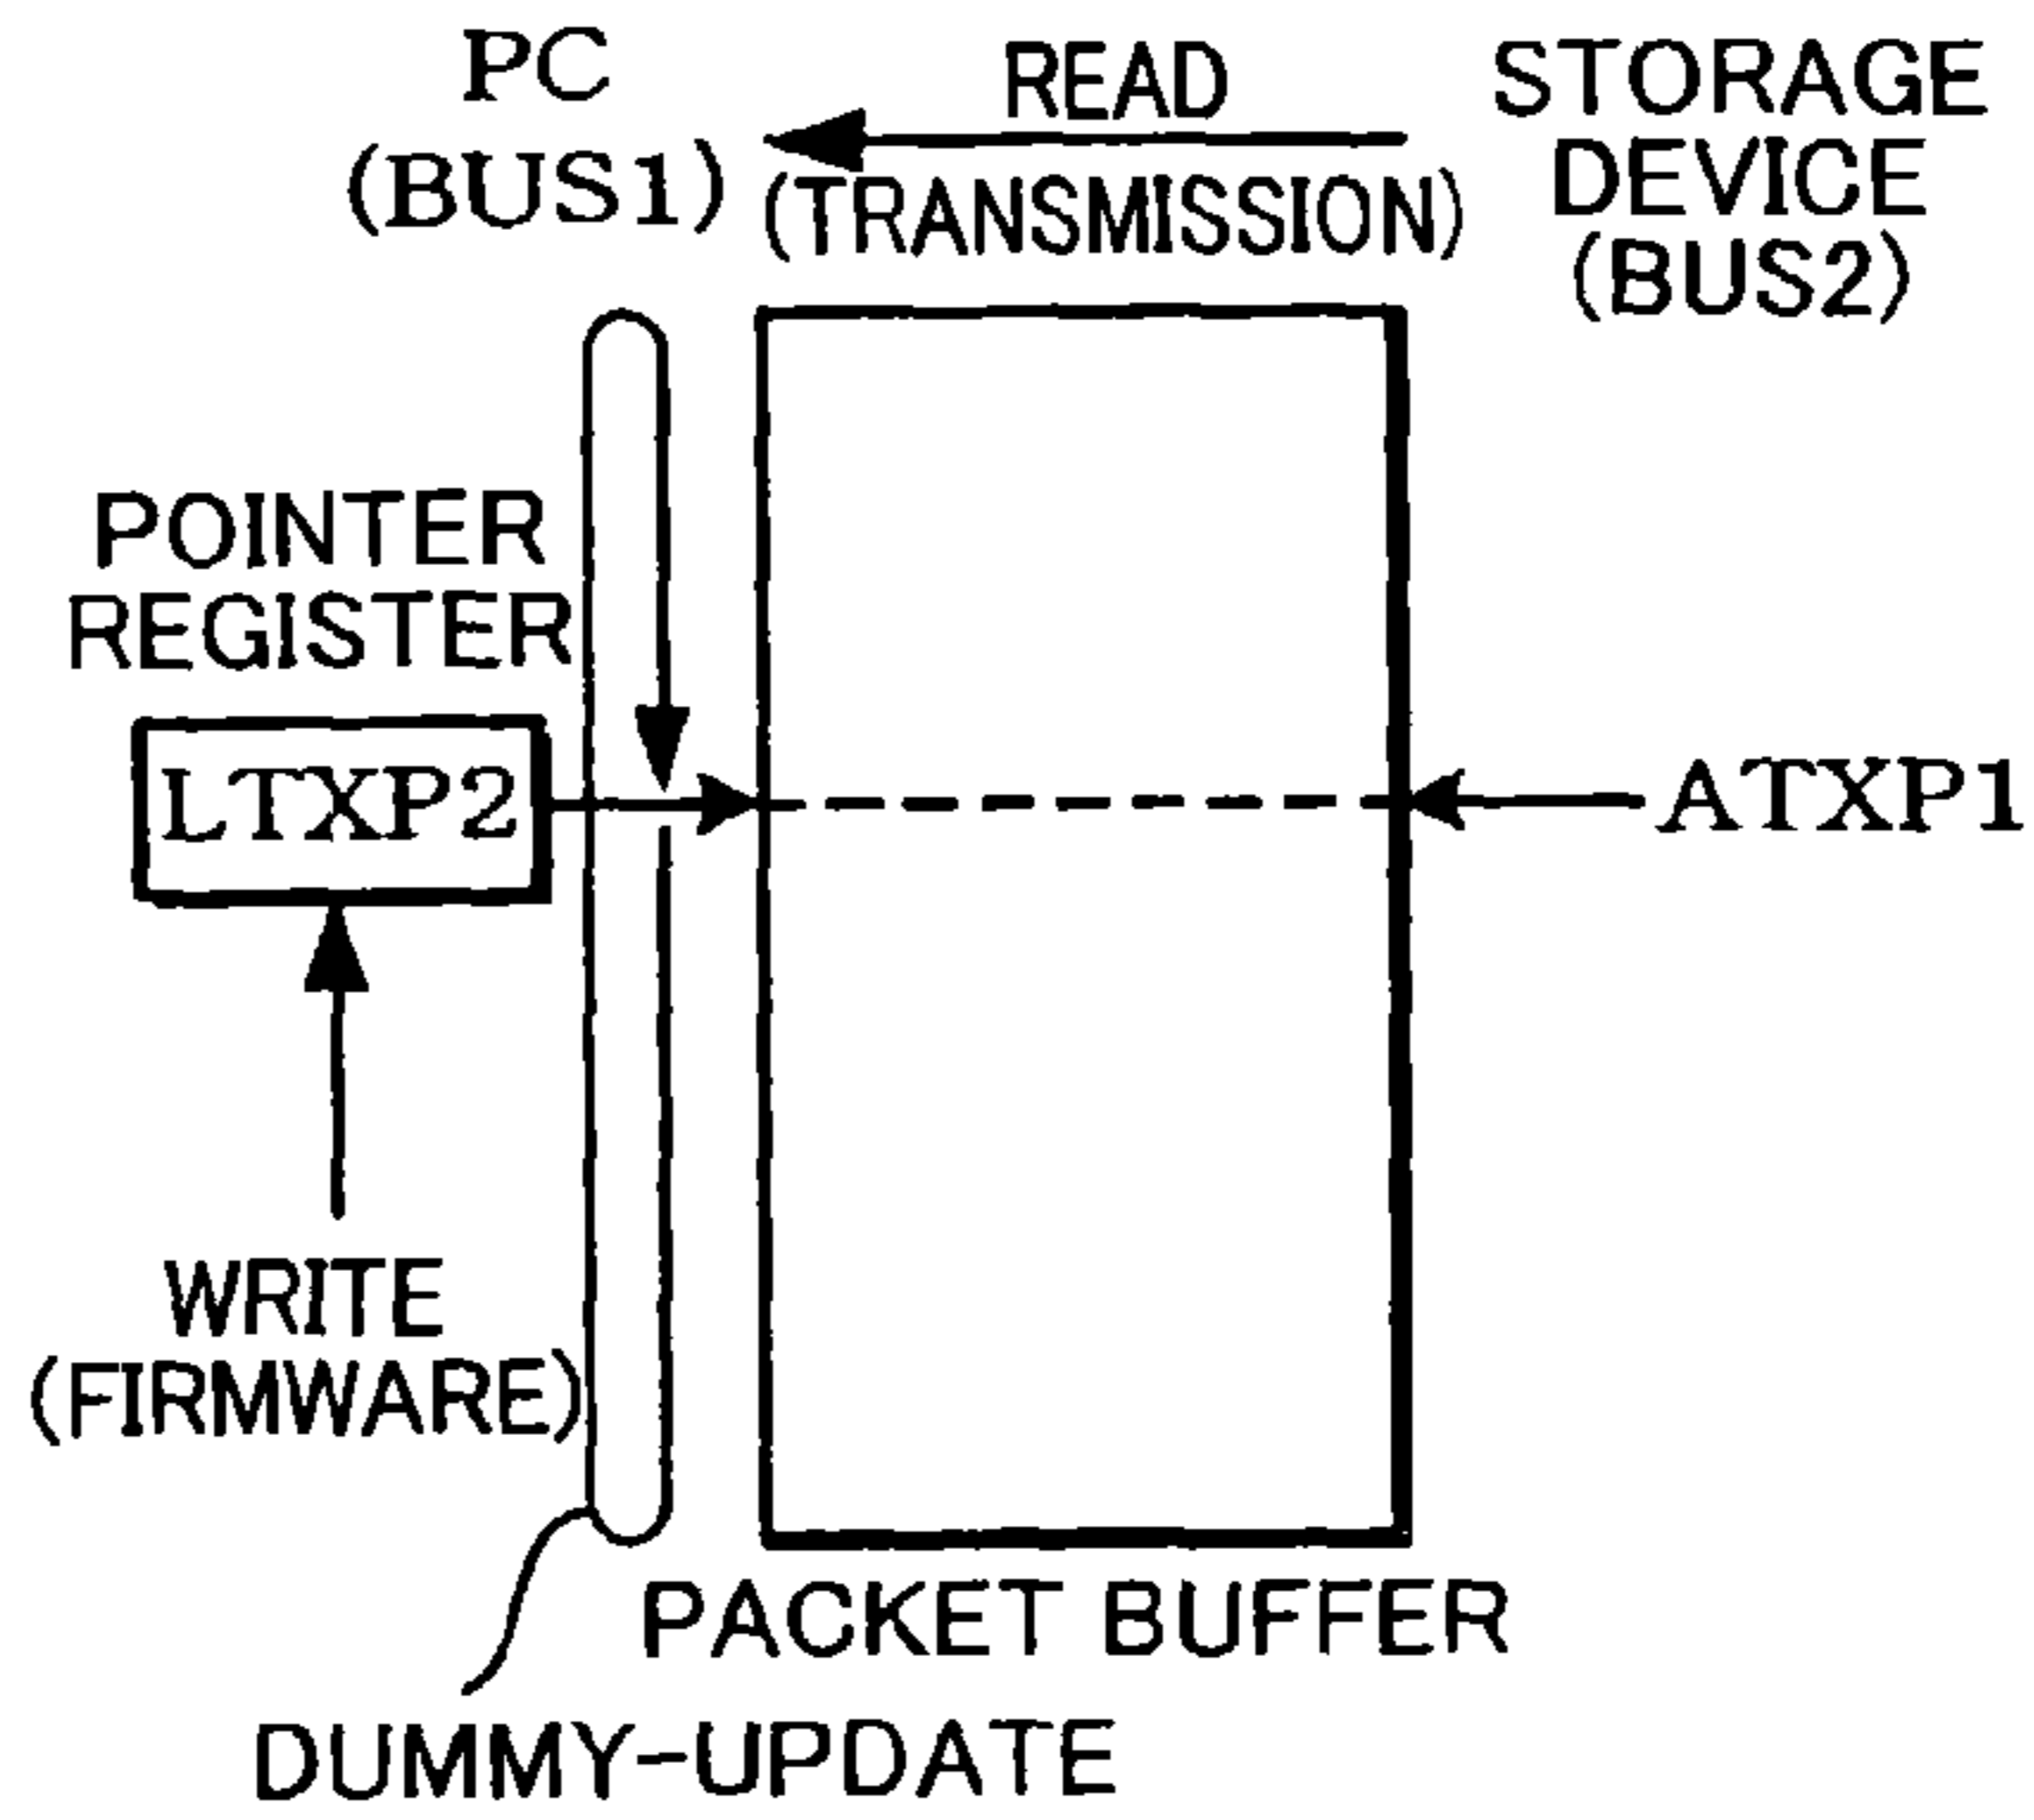 PC
(BUS1)
READ
(TRANSMISSION)
STORAGE
DEVICE
(BUS2)
POINTER
REGISTER
LTXP2
ATXP1
WRITE
(FIRMWARE)
PACKET BUFFER
DUMMY-UPDATE